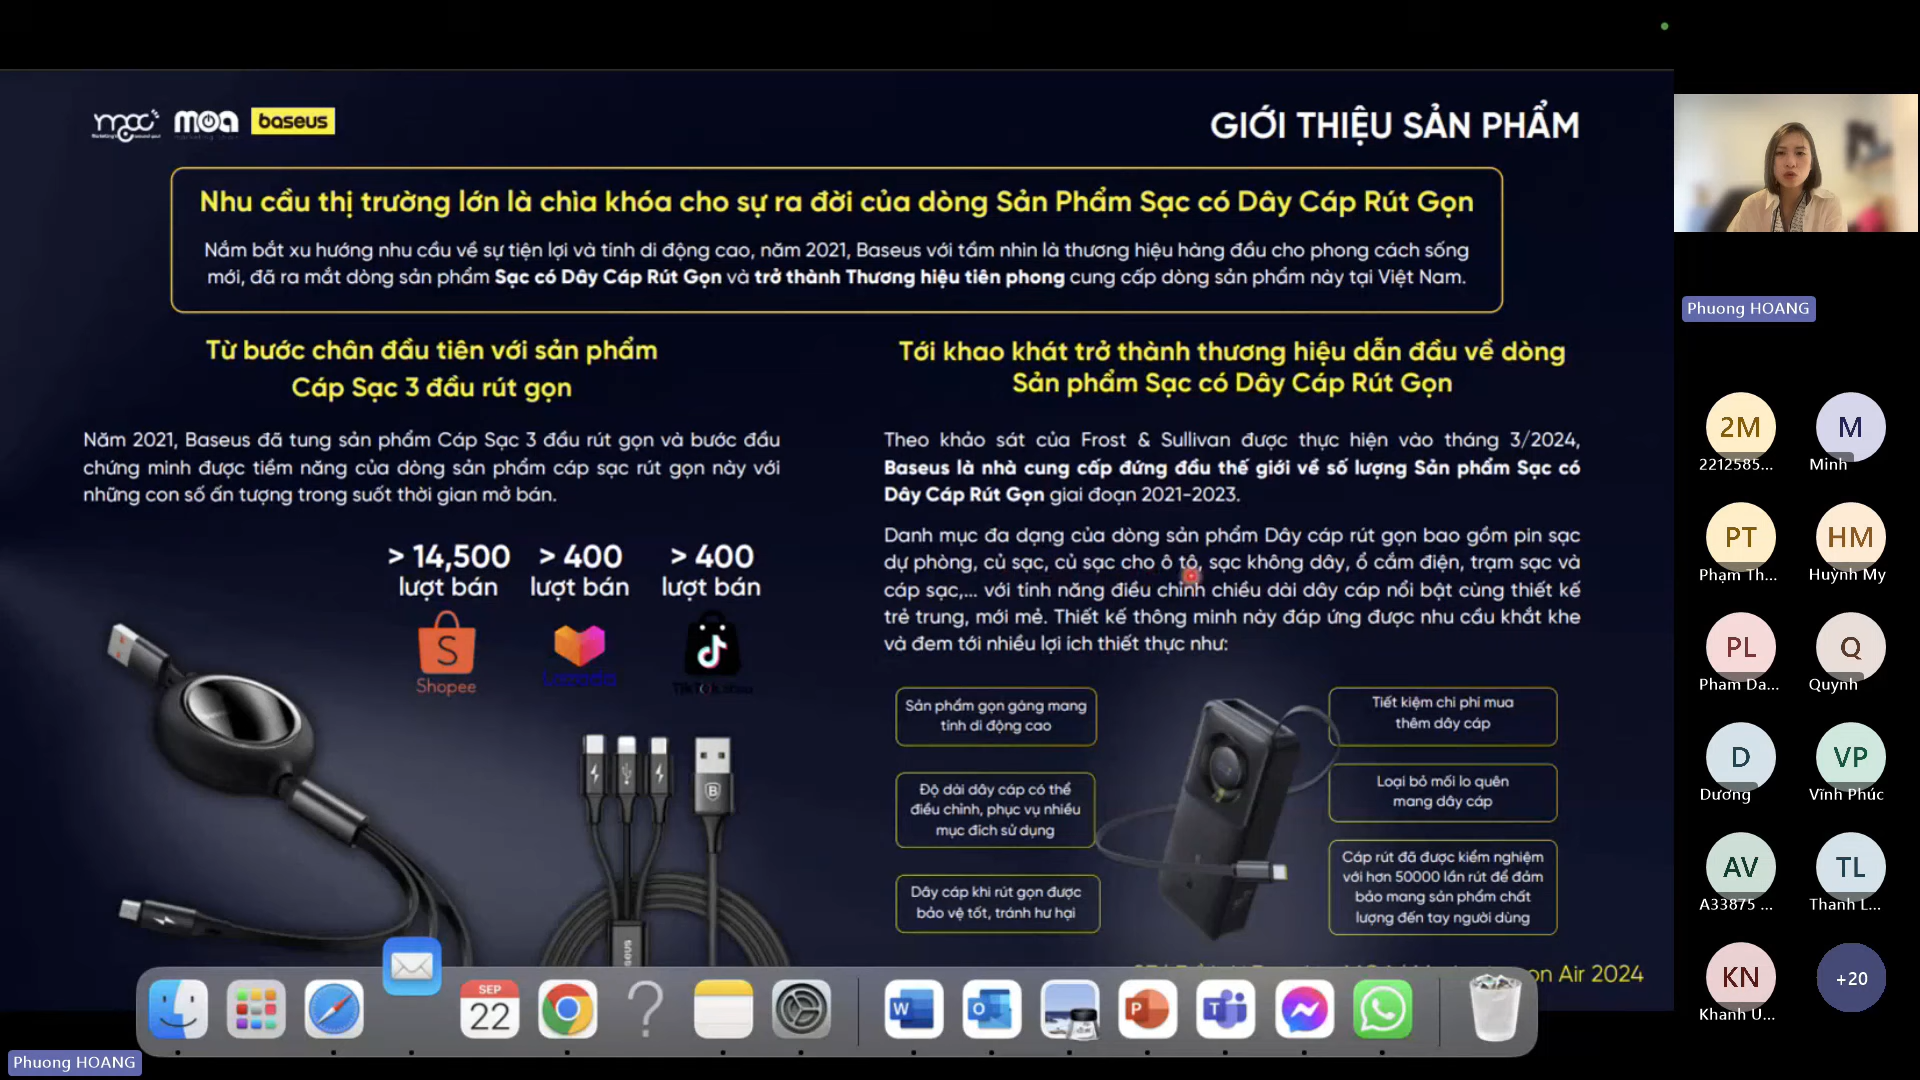 mac
moa
baseus
GIỚI THIỆU SẢN PHẨM
Nhu cầu thị trường lớn là chìa khóa cho sự ra đời của dòng Sản Phẩm Sạc có Dây Cáp Rút Gọn
Nắm bắt xu hướng nhu cầu về sự tiện lợi và tính di động cao, năm 2021, Baseus với tầm nhìn là thương hiệu hàng đầu cho phong cách sống
mới, đã ra mắt dòng sản phẩm Sạc có Dây Cáp Rút Gọn và trở thành Thương hiệu tiên phong cung cấp dòng sản phẩm này tại Việt Nam.
Từ bước chân đầu tiên với sản phẩm
Cáp Sạc 3 đầu rút gọn
Năm 2021, Baseus đã tung sản phẩm Cáp Sạc 3 đầu rút gọn và bước đầu
chứng minh được tiềm năng của dòng sản phẩm cáp sạc rút gọn này với
những con số ấn tượng trong suốt thời gian mở bán.
> 14,500
lượt bán
> 400
lượt bán
> 400
lượt bán
Shopee
Lazada
TikTok Shop
Tới khao khát trở thành thương hiệu dẫn đầu về dòng
Sản phẩm Sạc có Dây Cáp Rút Gọn
Theo khảo sát của Frost & Sullivan được thực hiện vào tháng 3/2024,
Baseus là nhà cung cấp đứng đầu thế giới về số lượng Sản phẩm Sạc có
Dây Cáp Rút Gọn giai đoạn 2021-2023.
Danh mục đa dạng của dòng sản phẩm Dây cáp rút gọn bao gồm pin sạc
dự phòng, củ sạc, củ sạc cho ô tô, sạc không dây, ổ cắm điện, trạm sạc và
cáp sạc,... với tính năng điều chỉnh chiều dài dây cáp nổi bật cùng thiết kế
trẻ trung, mới mẻ. Thiết kế thông minh này đáp ứng được nhu cầu khắt khe
và đem tới nhiều lợi ích thiết thực như:
Sản phẩm gọn gàng mang
tính di động cao
Độ dài dây cáp có thể
điều chỉnh, phục vụ nhiều
mục đích sử dụng
Dây cáp khi rút gọn được
bảo vệ tốt, tránh hư hại
Tiết kiệm chi phí mua
thêm dây cáp
Loại bỏ mối lo quên
mang dây cáp
Cáp rút đã được kiểm nghiệm
với hơn 50000 lần rút để đảm
bảo mang sản phẩm chất
lượng đến tay người dùng
on Air 2024
SEP
22
Phuong HOANG
Phuong HOANG
2M
2212585...
M
Minh
PT
Phạm Th...
HM
Huỳnh My
PL
Pham Da...
Q
Quynh
D
Dương
VP
Vĩnh Phúc
AV
A33875 ...
TL
Thanh L...
KN
Khanh U...
+20